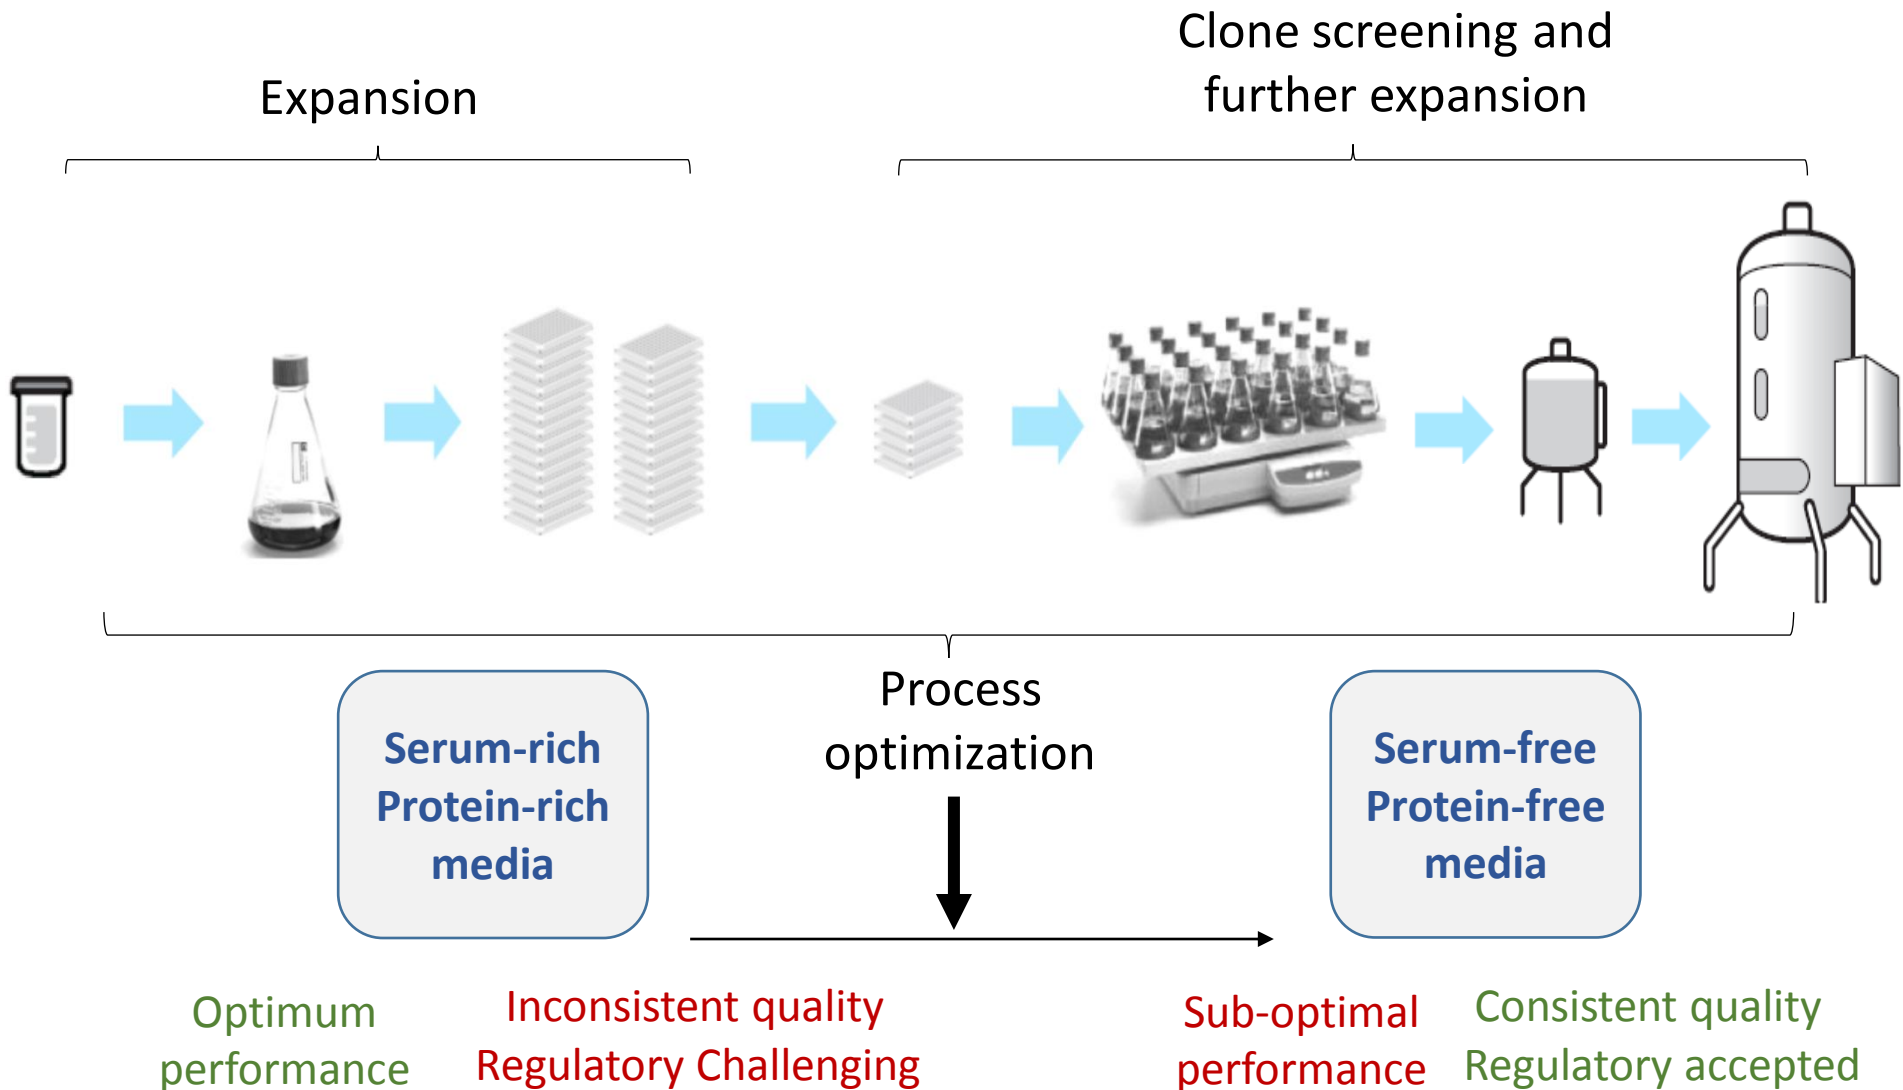 Expansion
Clone screening and
further expansion
Process
optimization
Serum-rich
Protein-rich
media
Serum-free
Protein-free
media
Optimum
performance
Inconsistent quality
Regulatory Challenging
Sub-optimal
performance
Consistent quality
Regulatory accepted